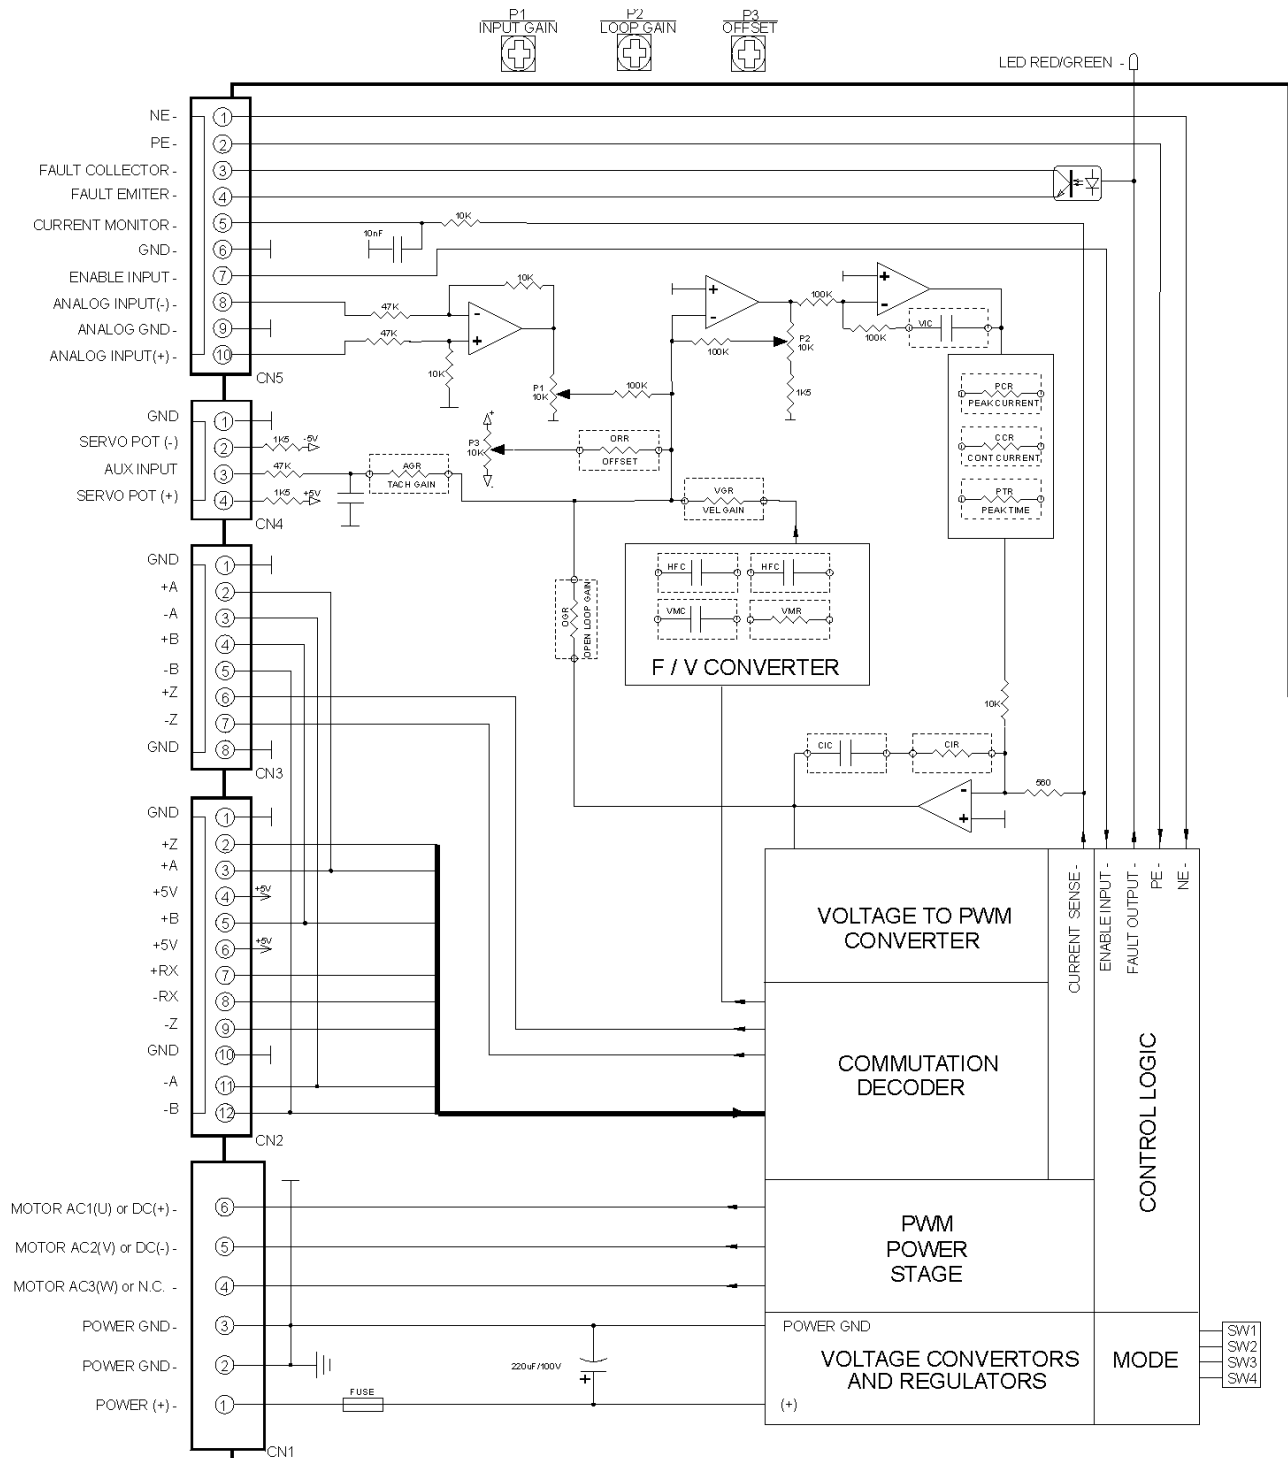 P1
INPUT GAIN
P2
LOOP GAIN
P3
OFFSET
LED RED/GREEN -
NE -
1
PE -
2
FAULT COLLECTOR -
3
FAULT EMITER -
4
CURRENT MONITOR -
5
10K
10nF
GND -
6
ENABLE INPUT -
7
ANALOG INPUT(-) -
8
47K
10K
ANALOG GND -
9
ANALOG INPUT(+) -
10
47K
10K
CN5
-
+
P1
10K
100K
+
-
100K
P2
10K
1K5
100K
+
-
100K
VIC
PCR
PEAK CURRENT
CCR
CONT CURRENT
PTR
PEAK TIME
GND
1
SERVO POT (-)
2
1K5
-5V
AUX INPUT
3
47K
AGR
TACH GAIN
SERVO POT (+)
4
1K5
+5V
CN4
+
P3
10K
-
ORR
OFFSET
VGR
VEL GAIN
GND
1
+A
2
-A
3
+B
4
-B
5
+Z
6
-Z
7
GND
8
CN3
OGR
OPEN LOOP GAIN
HFC
HFC
VMC
VMR
F / V CONVERTER
10K
CIC
CIR
560
-
+
GND
1
+Z
2
+A
3
+5V
4
+5V
+B
5
+5V
6
+5V
+RX
7
-RX
8
-Z
9
GND
10
-A
11
-B
12
CN2
VOLTAGE TO PWM
CONVERTER
CURRENT SENSE -
ENABLE INPUT -
FAULT OUTPUT -
PE -
NE -
COMMUTATION
DECODER
CONTROL LOGIC
MOTOR AC1(U) or DC(+) -
6
MOTOR AC2(V) or DC(-) -
5
MOTOR AC3(W) or N.C. -
4
POWER GND -
3
POWER GND -
2
POWER (+) -
1
CN1
FUSE
220uF/100V
+
PWM
POWER
STAGE
POWER GND
VOLTAGE CONVERTORS
AND REGULATORS
(+)
MODE
SW1
SW2
SW3
SW4